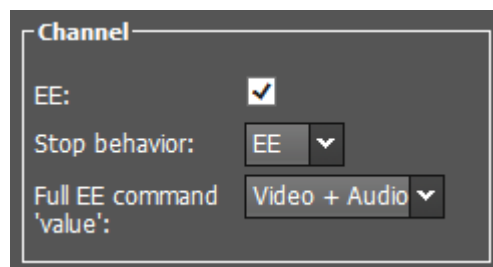 Channel
EE:
Stop behavior:
EE
Full EE command
'value':
Video + Audio